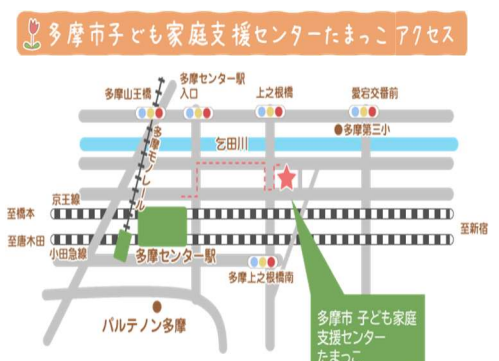 多摩市子ども家庭支援センターたまっこ アクセス
多摩山王橋
多摩センター駅
入口
上之根橋
愛宕交番前
多摩第三小
乞田川
多摩モノレール
京王線
至橋本
至新宿
至唐木田
小田急線
多摩センター駅
多摩上之根橋南
パルテノン多摩
多摩市 子ども家庭
支援センター
たまっこ